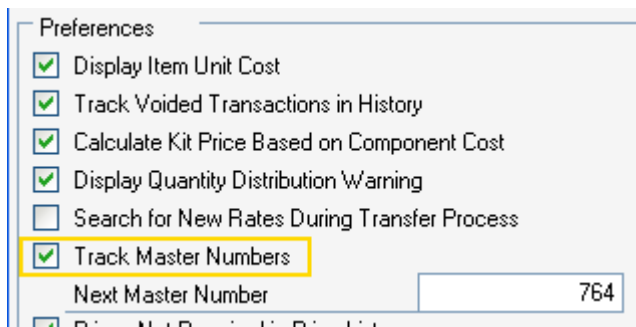 Preferences
Display Item Unit Cost
Track Voided Transactions in History
Calculate Kit Price Based on Component Cost
Display Quantity Distribution Warning
Search for New Rates During Transfer Process
Track Master Numbers
Next Master Number 764